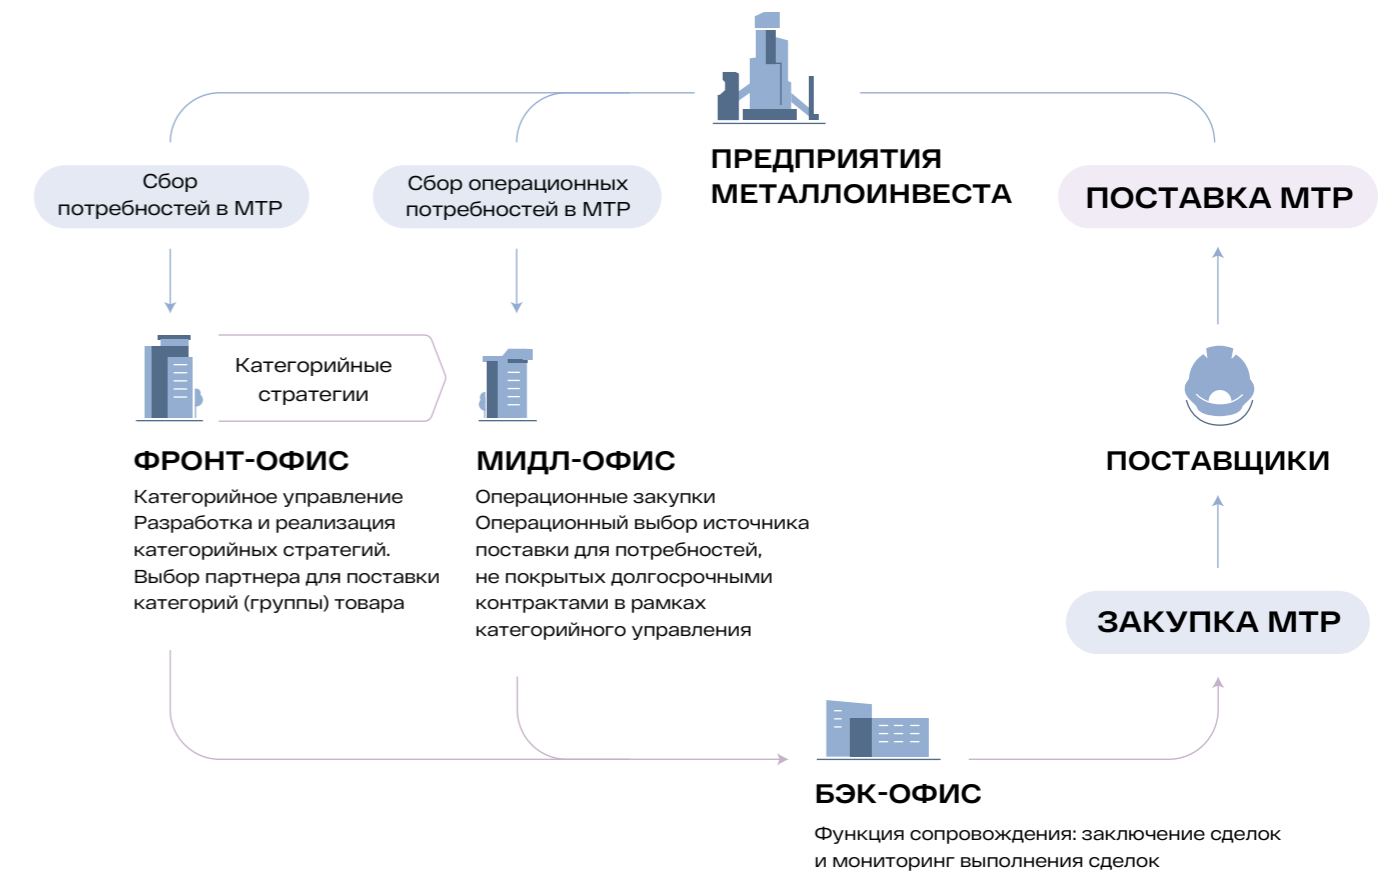 ПРЕДПРИЯТИЯ
МЕТАЛЛОИНВЕСТА
Сбор
потребностей в МТР
Сбор операционных
потребностей в МТР
ПОСТАВКА МТР
Категорийные
стратегии
ФРОНТ-ОФИС
Категорийное управление
Разработка и реализация
категорийных стратегий.
Выбор партнера для поставки
категорий (группы) товара
МИДЛ-ОФИС
Операционные закупки
Операционный выбор источника
поставки для потребностей,
не покрытых долгосрочными
контрактами в рамках
категорийного управления
ПОСТАВЩИКИ
ЗАКУПКА МТР
БЭК-ОФИС
Функция сопровождения: заключение сделок
и мониторинг выполнения сделок